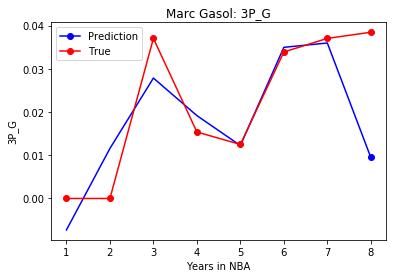 Marc Gasol: 3P_G
Prediction
True
3P_G
0.04
0.03
0.02
0.01
0.00
1 2 3 4 5 6 7 8
Years in NBA